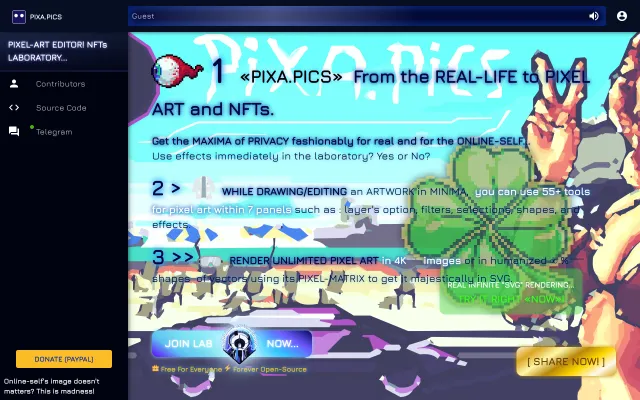 PIXA.PICS
Guest
PIXEL-ART EDITOR! NFTs
LABORATORY...
Contributors
Source Code
Telegram
DONATE (PAYPAL)
Online-self's image doesn't
matters? This is madness!
Pixa.pics
1 «PIXA.PICS» From the REAL-LIFE to PIXEL
ART and NFTs.
Get the MAXIMA of PRIVACY fashionably for real and for the ONLINE-SELF!.
Use effects immediately in the laboratory? Yes or No?
2 > WHILE DRAWING/EDITING an ARTWORK in MINIMA, you can use 55+ tools
for pixel art within 7 panels such as : layer's option, filters, selections, shapes, and
effects.
3 >> RENDER UNLIMITED PIXEL ART in 4K images or in humanized %
shapes of vectors using its PIXEL-MATRIX to get it majestically in SVG.
REAL INFINITE "SVG" RENDERING...
TRY IT RIGHT «NOW»!
JOIN LAB NOW...
Free For Everyone Forever Open-Source
[ SHARE NOW! ]